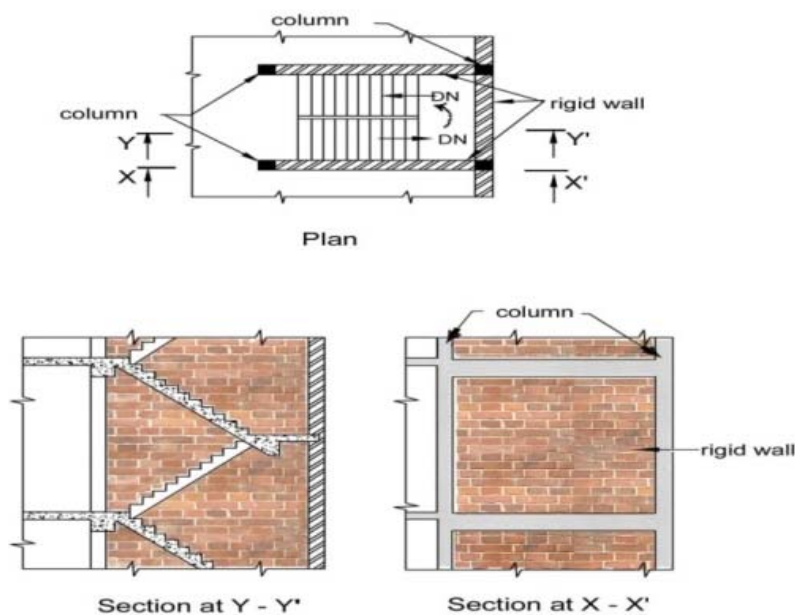 column
column
DN
rigid wall
DN
Y
Y'
X
X'
Plan
column
rigid wall
Section at Y - Y'
Section at X - X'